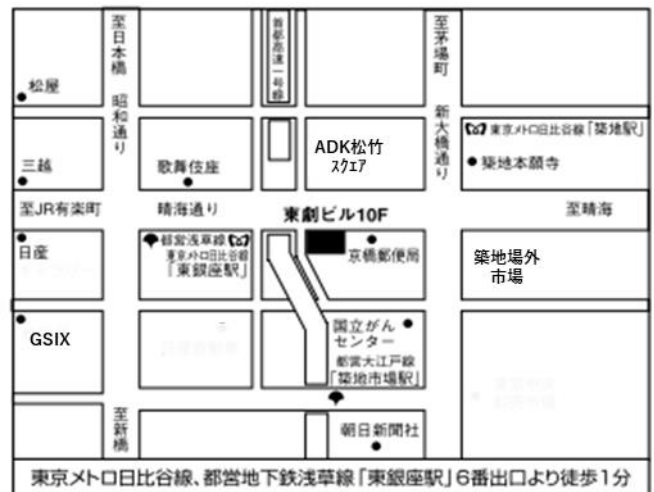 至日本橋
昭和通り
首都高速一号線
至茅場町
新大橋通り
松屋
東京メトロ日比谷線「築地駅」
三越
歌舞伎座
ADK松竹
スクエア
築地本願寺
至JR有楽町
晴海通り
東劇ビル10F
至晴海
日産
都営浅草線
東京メトロ日比谷線
「東銀座駅」
京橋郵便局
築地場外
市場
GSIX
国立がん
センター
都営大江戸線
「築地市場駅」
至新橋
朝日新聞社
東京メトロ日比谷線、都営地下鉄浅草線「東銀座駅」6番出口より徒歩1分